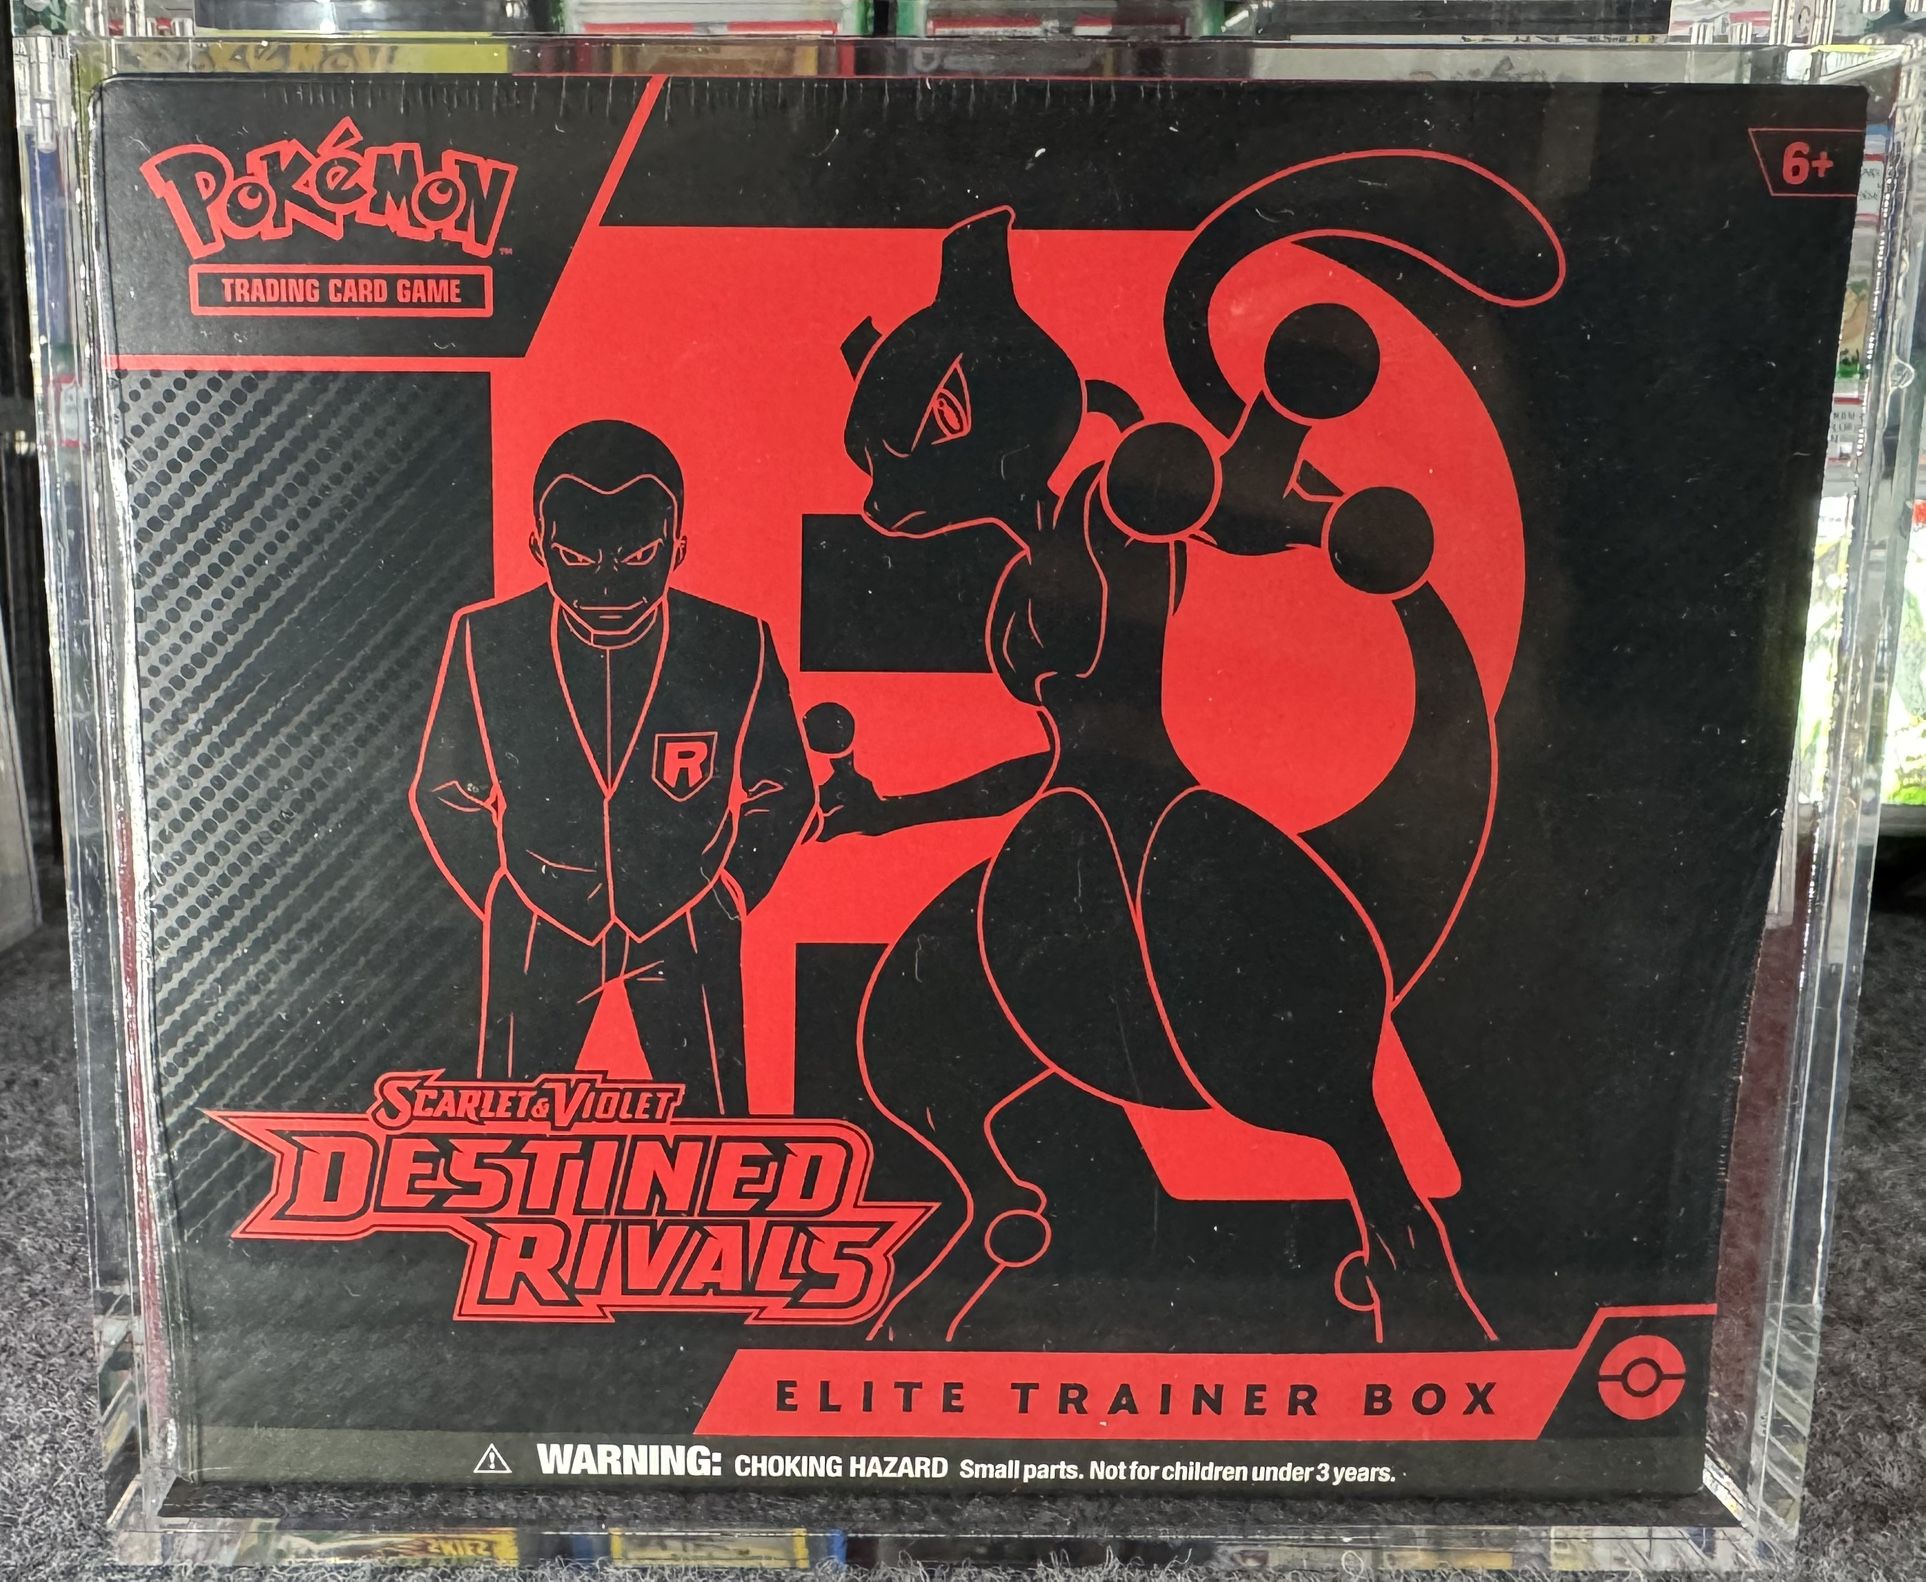 POKéMON™
TRADING CARD GAME
6+
R
SCARLET & VIOLET
DESTINED
RIVALS
ELITE TRAINER BOX
⚠ WARNING: CHOKING HAZARD Small parts. Not for children under 3 years.